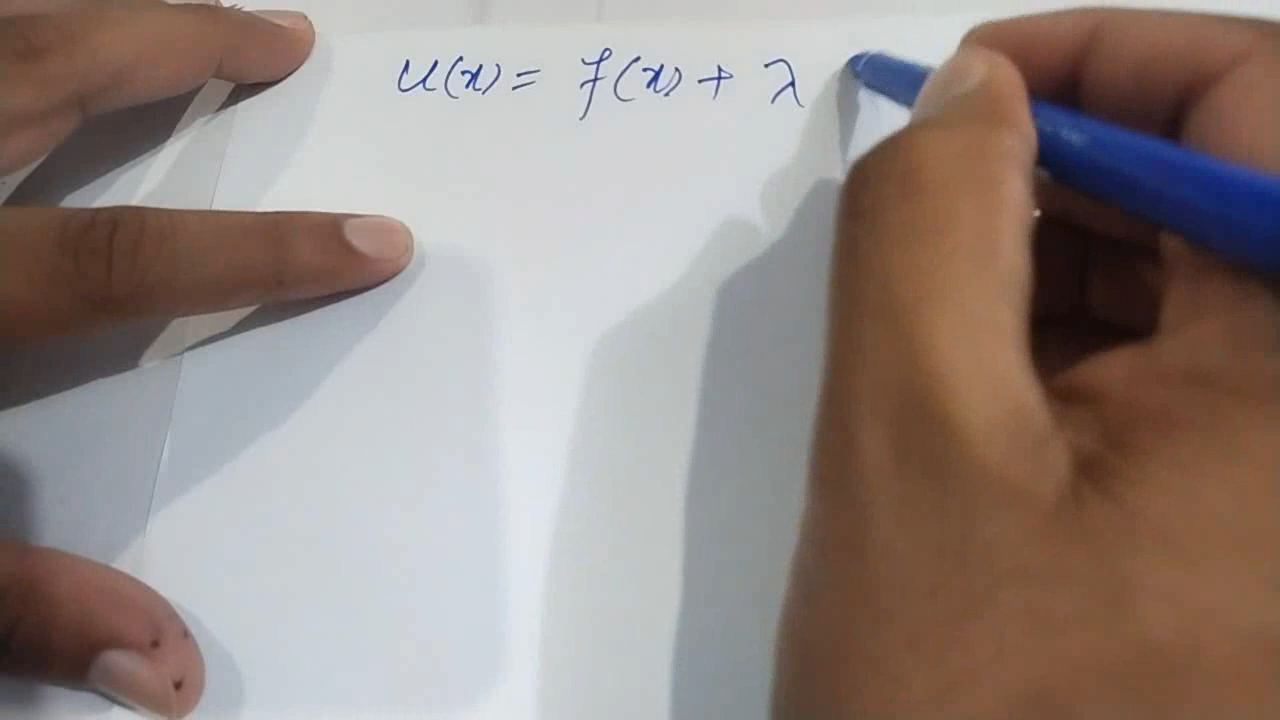 u(x) = f(x) + λ